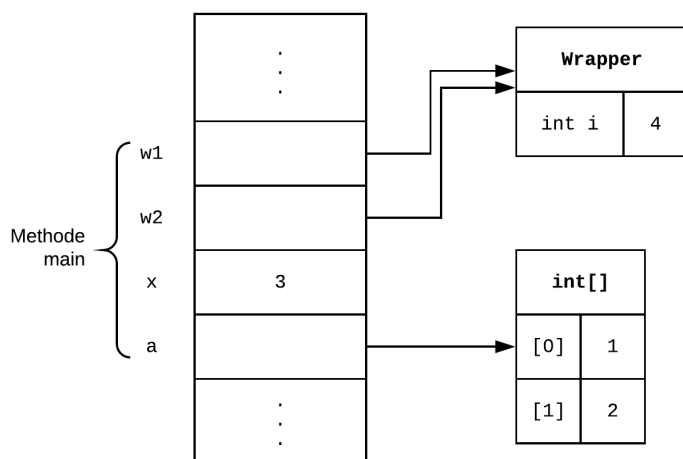 .
.
.
w1
w2
Methode
main
x
3
a
.
.
.
Wrapper
int i 4
int[]
[0] 1
[1] 2